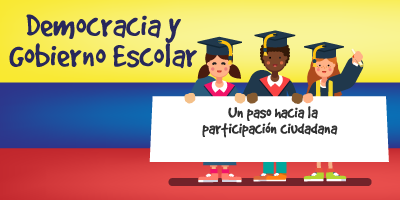 Democracia y
Gobierno Escolar
Un paso hacia la
participación ciudadana